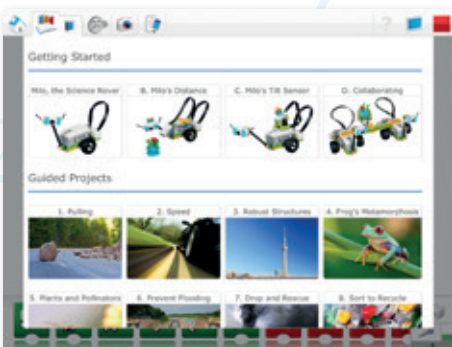 Getting Started
Milo, the Science Rover
B. Milo's Distance
C. Milo's Tilt Sensor
D. Collaborating
Guided Projects
1. Pulling
2. Speed
3. Robust Structures
4. Frog's Metamorphosis
5. Plants and Pollinators
6. Prevent Flooding
7. Drop and Rescue
8. Sort to Recycle